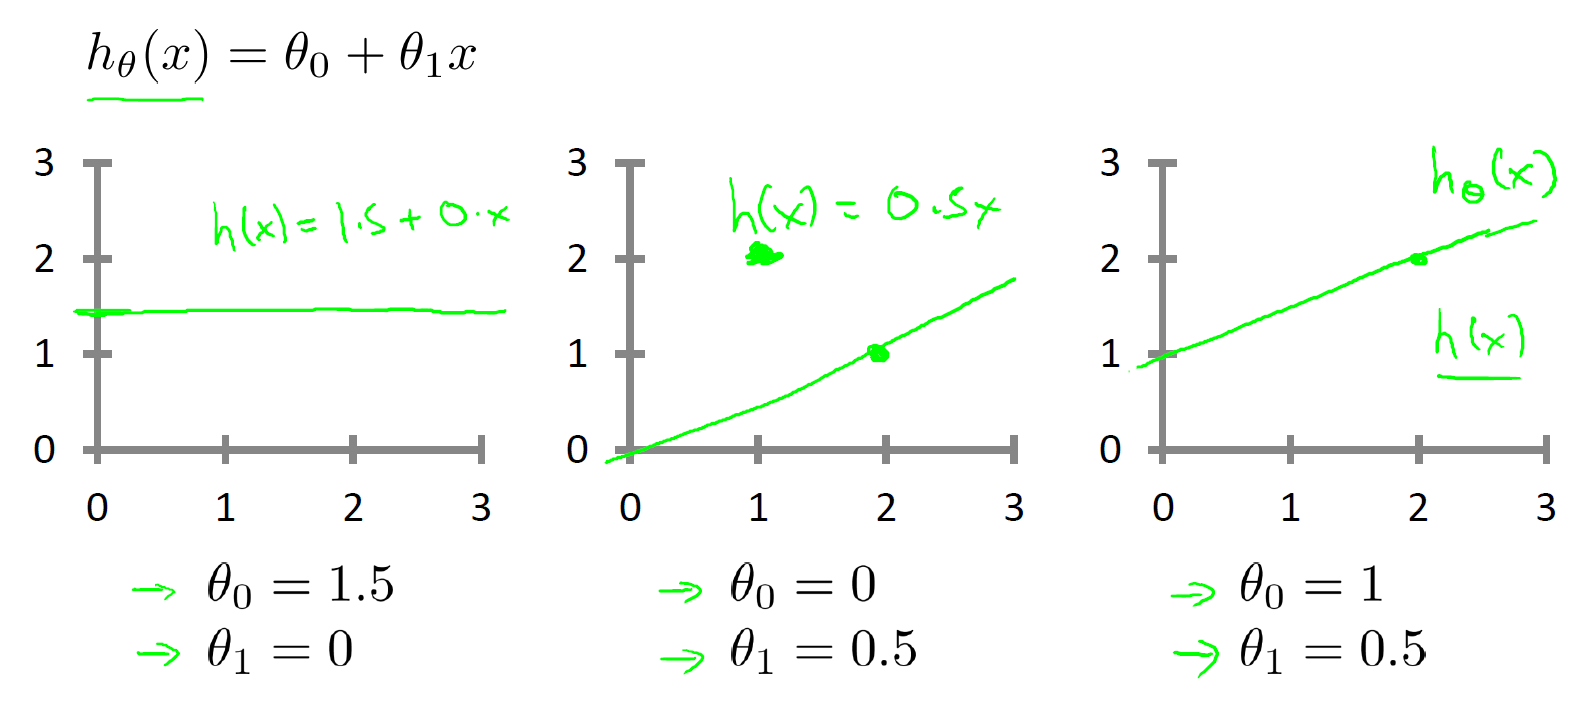 hθ(x) = θ0 + θ1x
3
2
1
0
0 1 2 3
h(x) = 1.5 + 0·x
→ θ0 = 1.5
→ θ1 = 0
3
2
1
0
0 1 2 3
h(x) = 0.5x
→ θ0 = 0
→ θ1 = 0.5
3
2
1
0
0 1 2 3
hθ(x)
h(x)
→ θ0 = 1
→ θ1 = 0.5